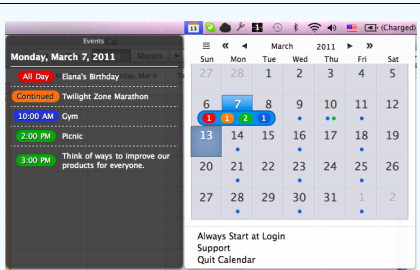 13
(Charged)
Events
Monday, March 7, 2011
Month
All Day Elana's Birthday
Continued Twilight Zone Marathon
10:00 AM Gym
2:00 PM Picnic
3:00 PM Think of ways to improve our
products for everyone.
March 2011
Sun Mon Tue Wed Thu Fri Sat
27 28 1 2 3 4 5
6 7 8 9 10 11 12
1 1 2 1
13 14 15 16 17 18 19
20 21 22 23 24 25 26
27 28 29 30 31 1 2
Always Start at Login
Support
Quit Calendar